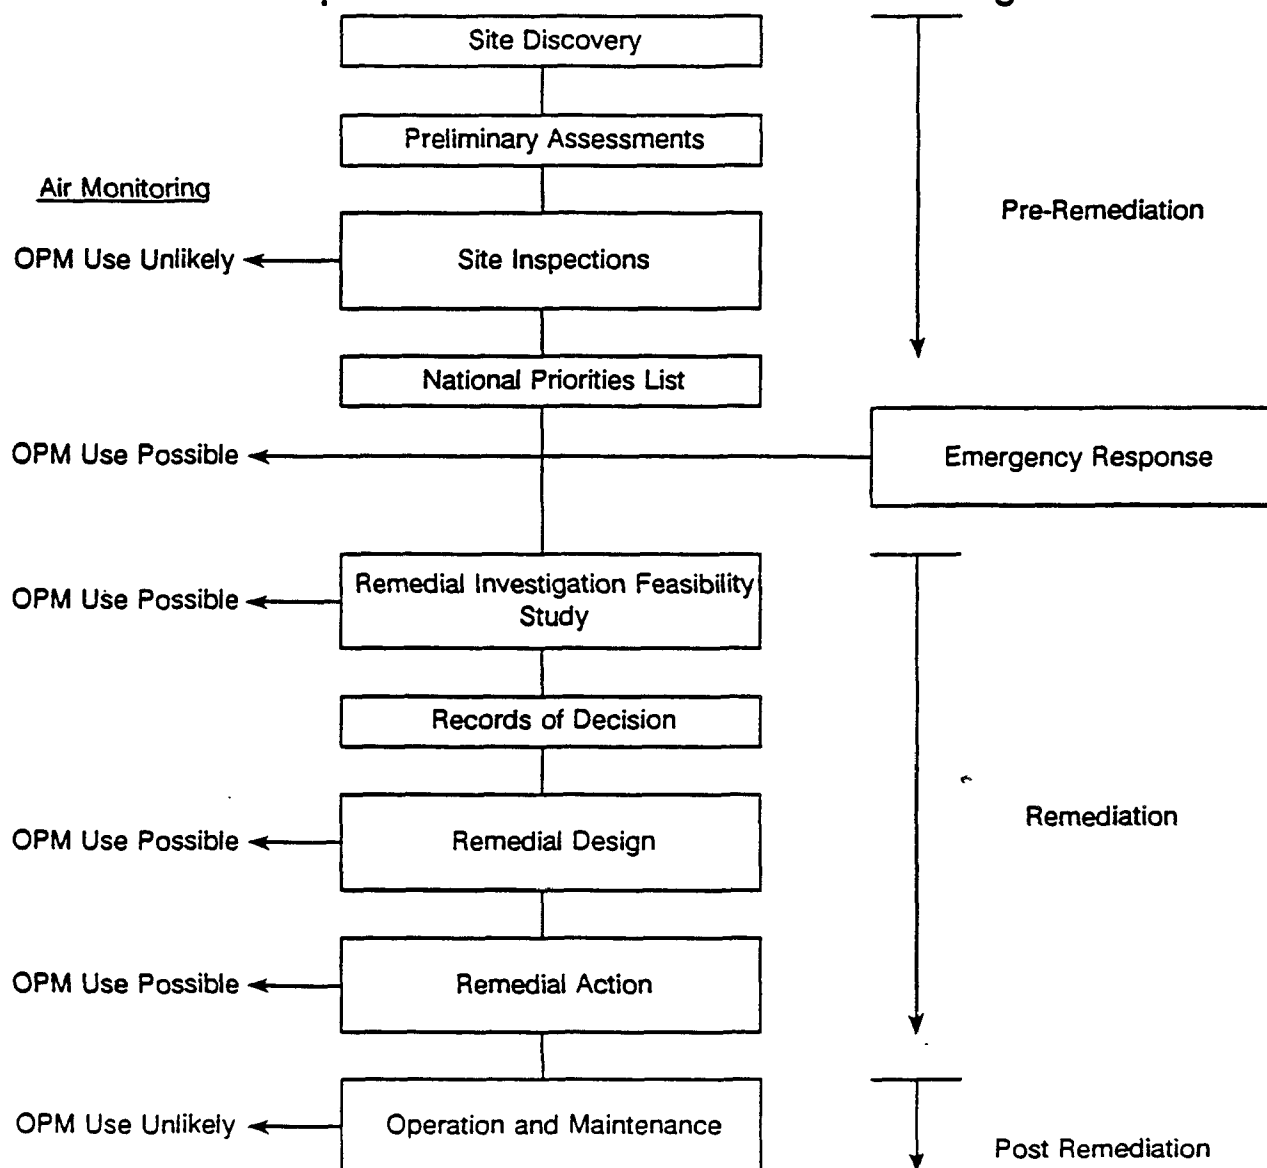 Site Discovery
Preliminary Assessments
Air Monitoring
Pre-Remediation
OPM Use Unlikely
Site Inspections
National Priorities List
OPM Use Possible
Emergency Response
OPM Use Possible
Remedial Investigation Feasibility
Study
Records of Decision
Remediation
OPM Use Possible
Remedial Design
OPM Use Possible
Remedial Action
OPM Use Unlikely
Operation and Maintenance
Post Remediation